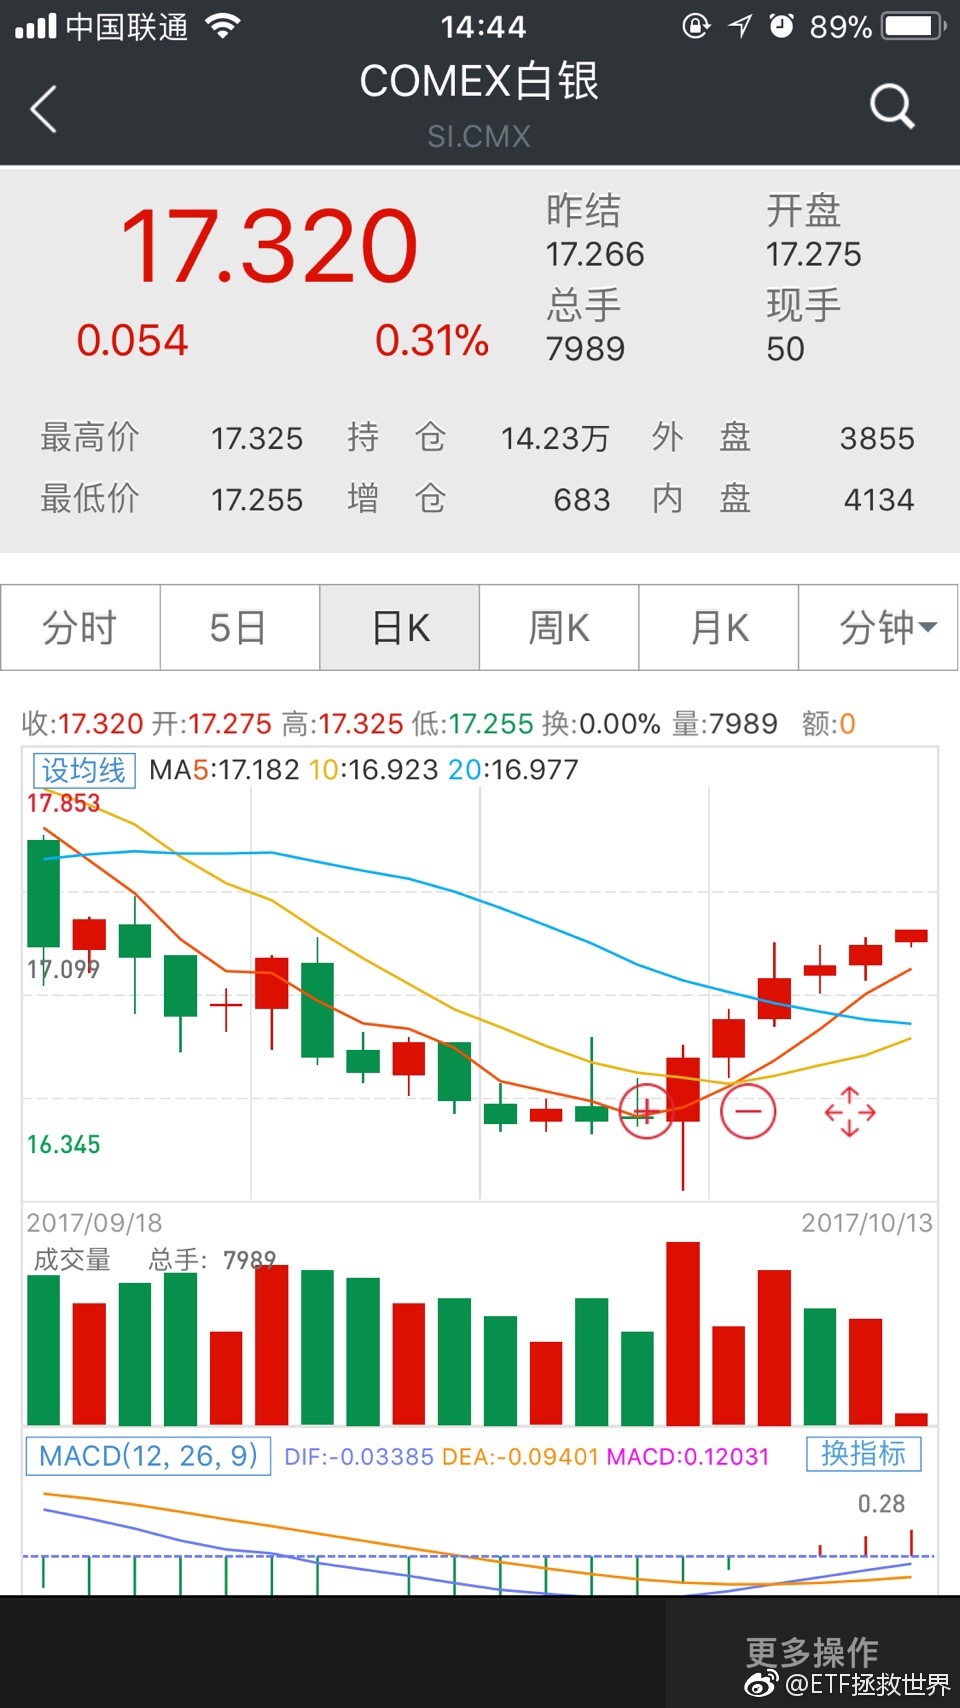 中国联通 14:44 89%
COMEX白银
SI.CMX
17.320
0.054 0.31%
昨结 开盘
17.266 17.275
总手 现手
7989 50
最高价 17.325 持 仓 14.23万 外 盘 3855
最低价 17.255 增 仓 683 内 盘 4134
分时 5日 日K 周K 月K 分钟
收:17.320 开:17.275 高:17.325 低:17.255 换:0.00% 量:7989 额:0
设均线 MA5:17.182 10:16.923 20:16.977
17.853
17.099
16.345
2017/09/18 2017/10/13
成交量 总手: 7989
MACD(12, 26, 9) DIF:-0.03385 DEA:-0.09401 MACD:0.12031 换指标
0.28
更多操作
@ETF拯救世界